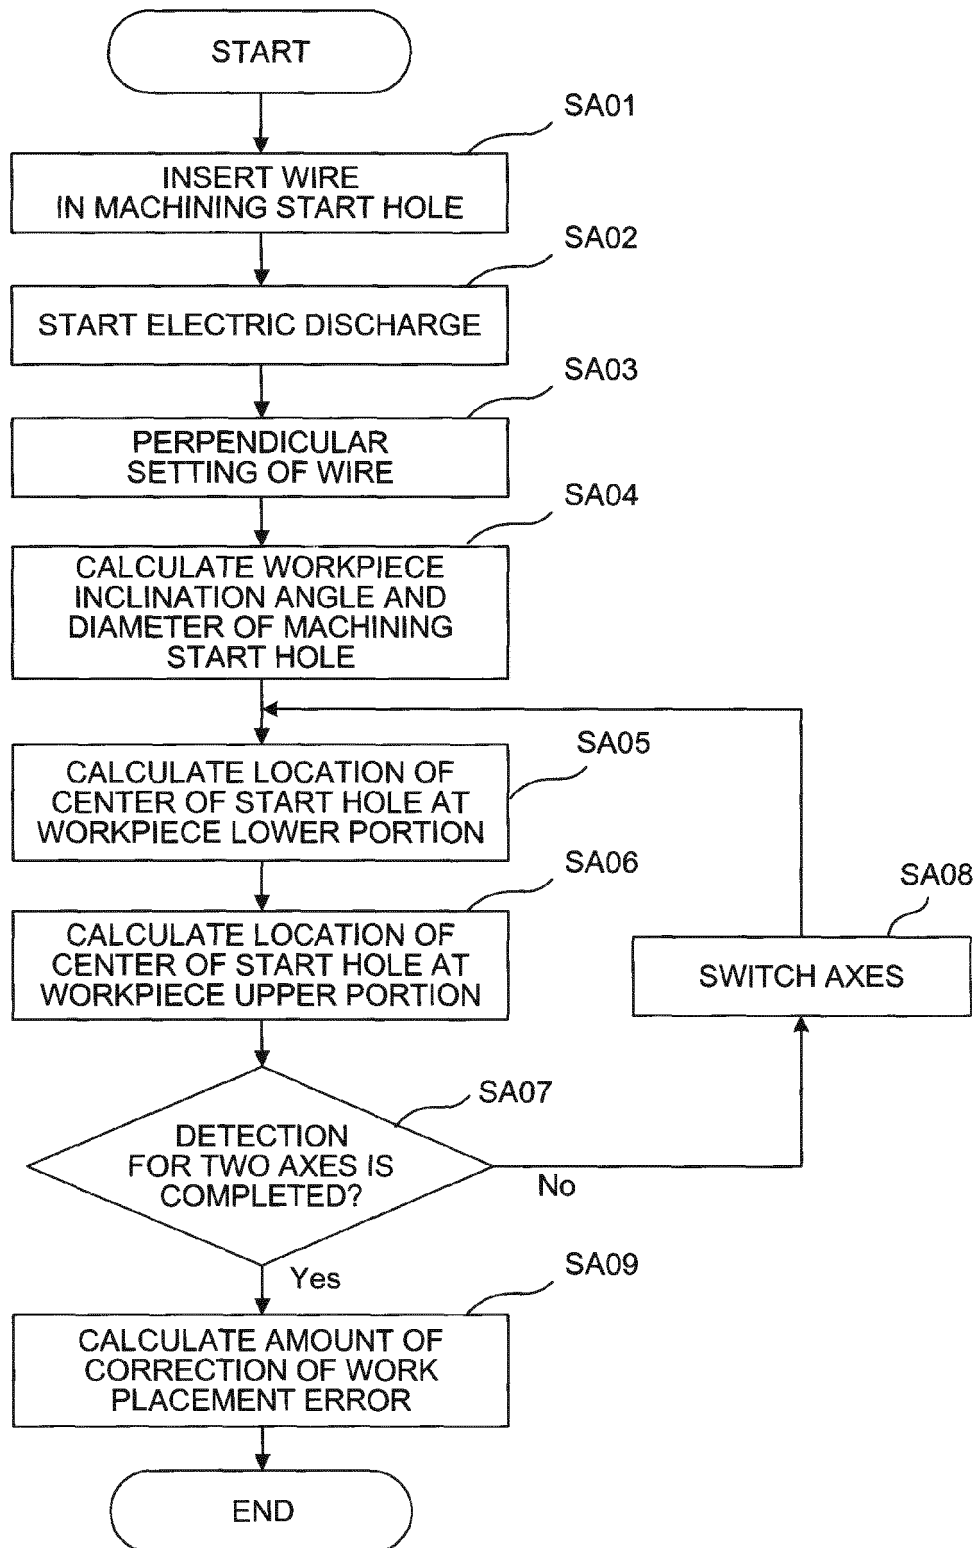 START
SA01
INSERT WIRE
IN MACHINING START HOLE
SA02
START ELECTRIC DISCHARGE
SA03
PERPENDICULAR
SETTING OF WIRE
SA04
CALCULATE WORKPIECE
INCLINATION ANGLE AND
DIAMETER OF MACHINING
START HOLE
SA05
CALCULATE LOCATION OF
CENTER OF START HOLE AT
WORKPIECE LOWER PORTION
SA06
CALCULATE LOCATION OF
CENTER OF START HOLE AT
WORKPIECE UPPER PORTION
SA08
SWITCH AXES
SA07
DETECTION
FOR TWO AXES IS
COMPLETED?
No
Yes
SA09
CALCULATE AMOUNT OF
CORRECTION OF WORK
PLACEMENT ERROR
END